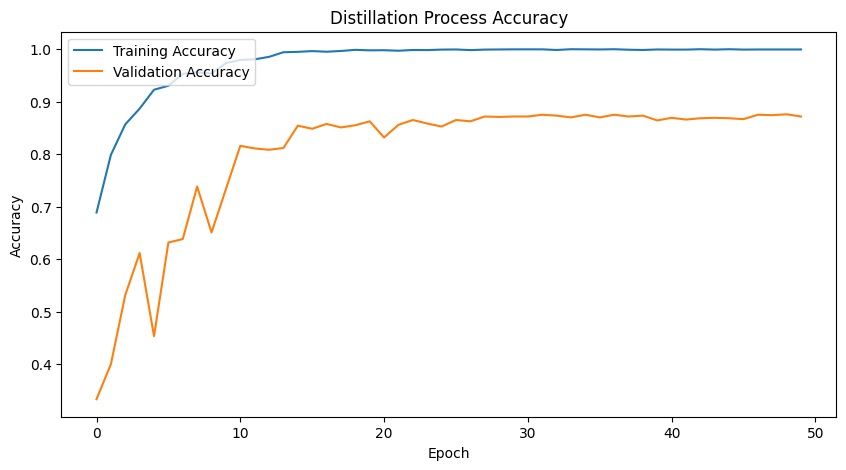 Distillation Process Accuracy
Training Accuracy
Validation Accuracy
1.0
0.9
0.8
0.7
0.6
0.5
0.4
Accuracy
0 10 20 30 40 50
Epoch